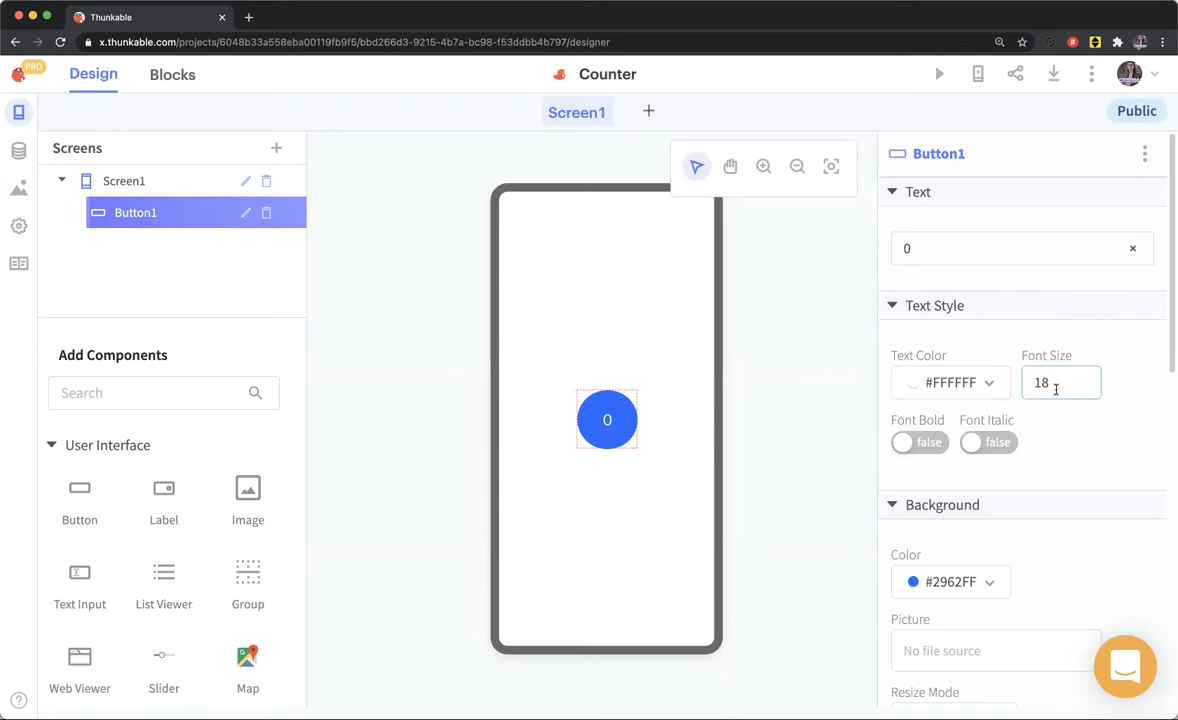 Thunkable
x.thunkable.com/projects/6048b33a558eba00119fb9f5/bbd266d3-9215-4b7a-bc98-f53ddbb4b797/designer
PRO
Design
Blocks
Counter
Screen1
Public
Screens
Screen1
Button1
Add Components
Search
User Interface
Button
Label
Image
Text Input
List Viewer
Group
Web Viewer
Slider
Map
0
Button1
Text
0
Text Style
Text Color
Font Size
#FFFFFF
18
Font Bold
Font Italic
false
false
Background
Color
#2962FF
Picture
No file source
Resize Mode